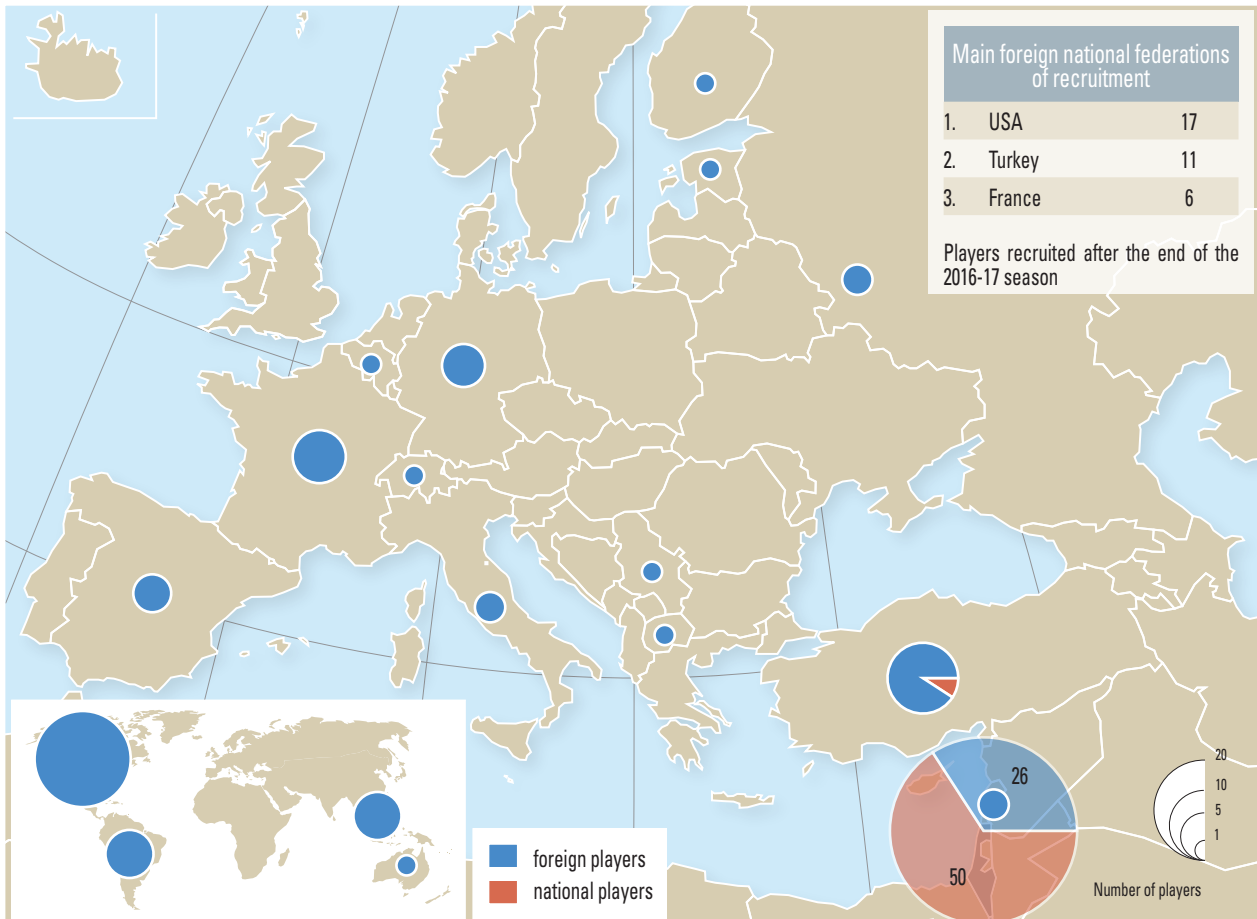 Main foreign national federations
of recruitment
1. USA 17
2. Turkey 11
3. France 6
Players recruited after the end of the
2016-17 season
26
50
20
10
5
1
Number of players
foreign players
national players